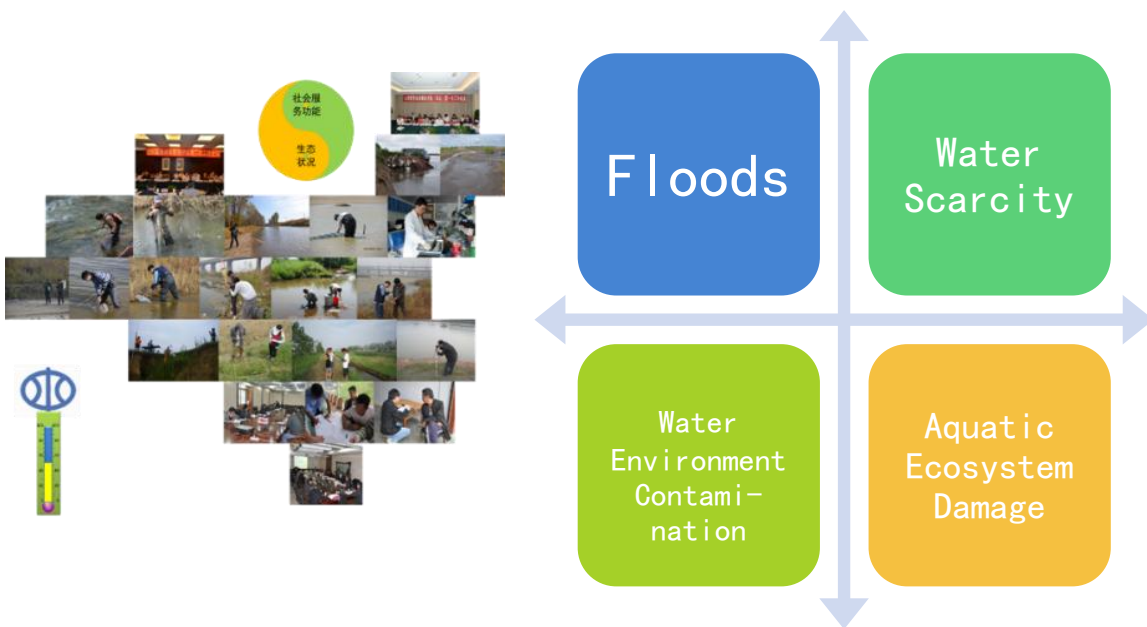 社会服
务功能
生态
状况
Floods
Water
Scarcity
Water
Environment
Contami-
nation
Aquatic
Ecosystem
Damage